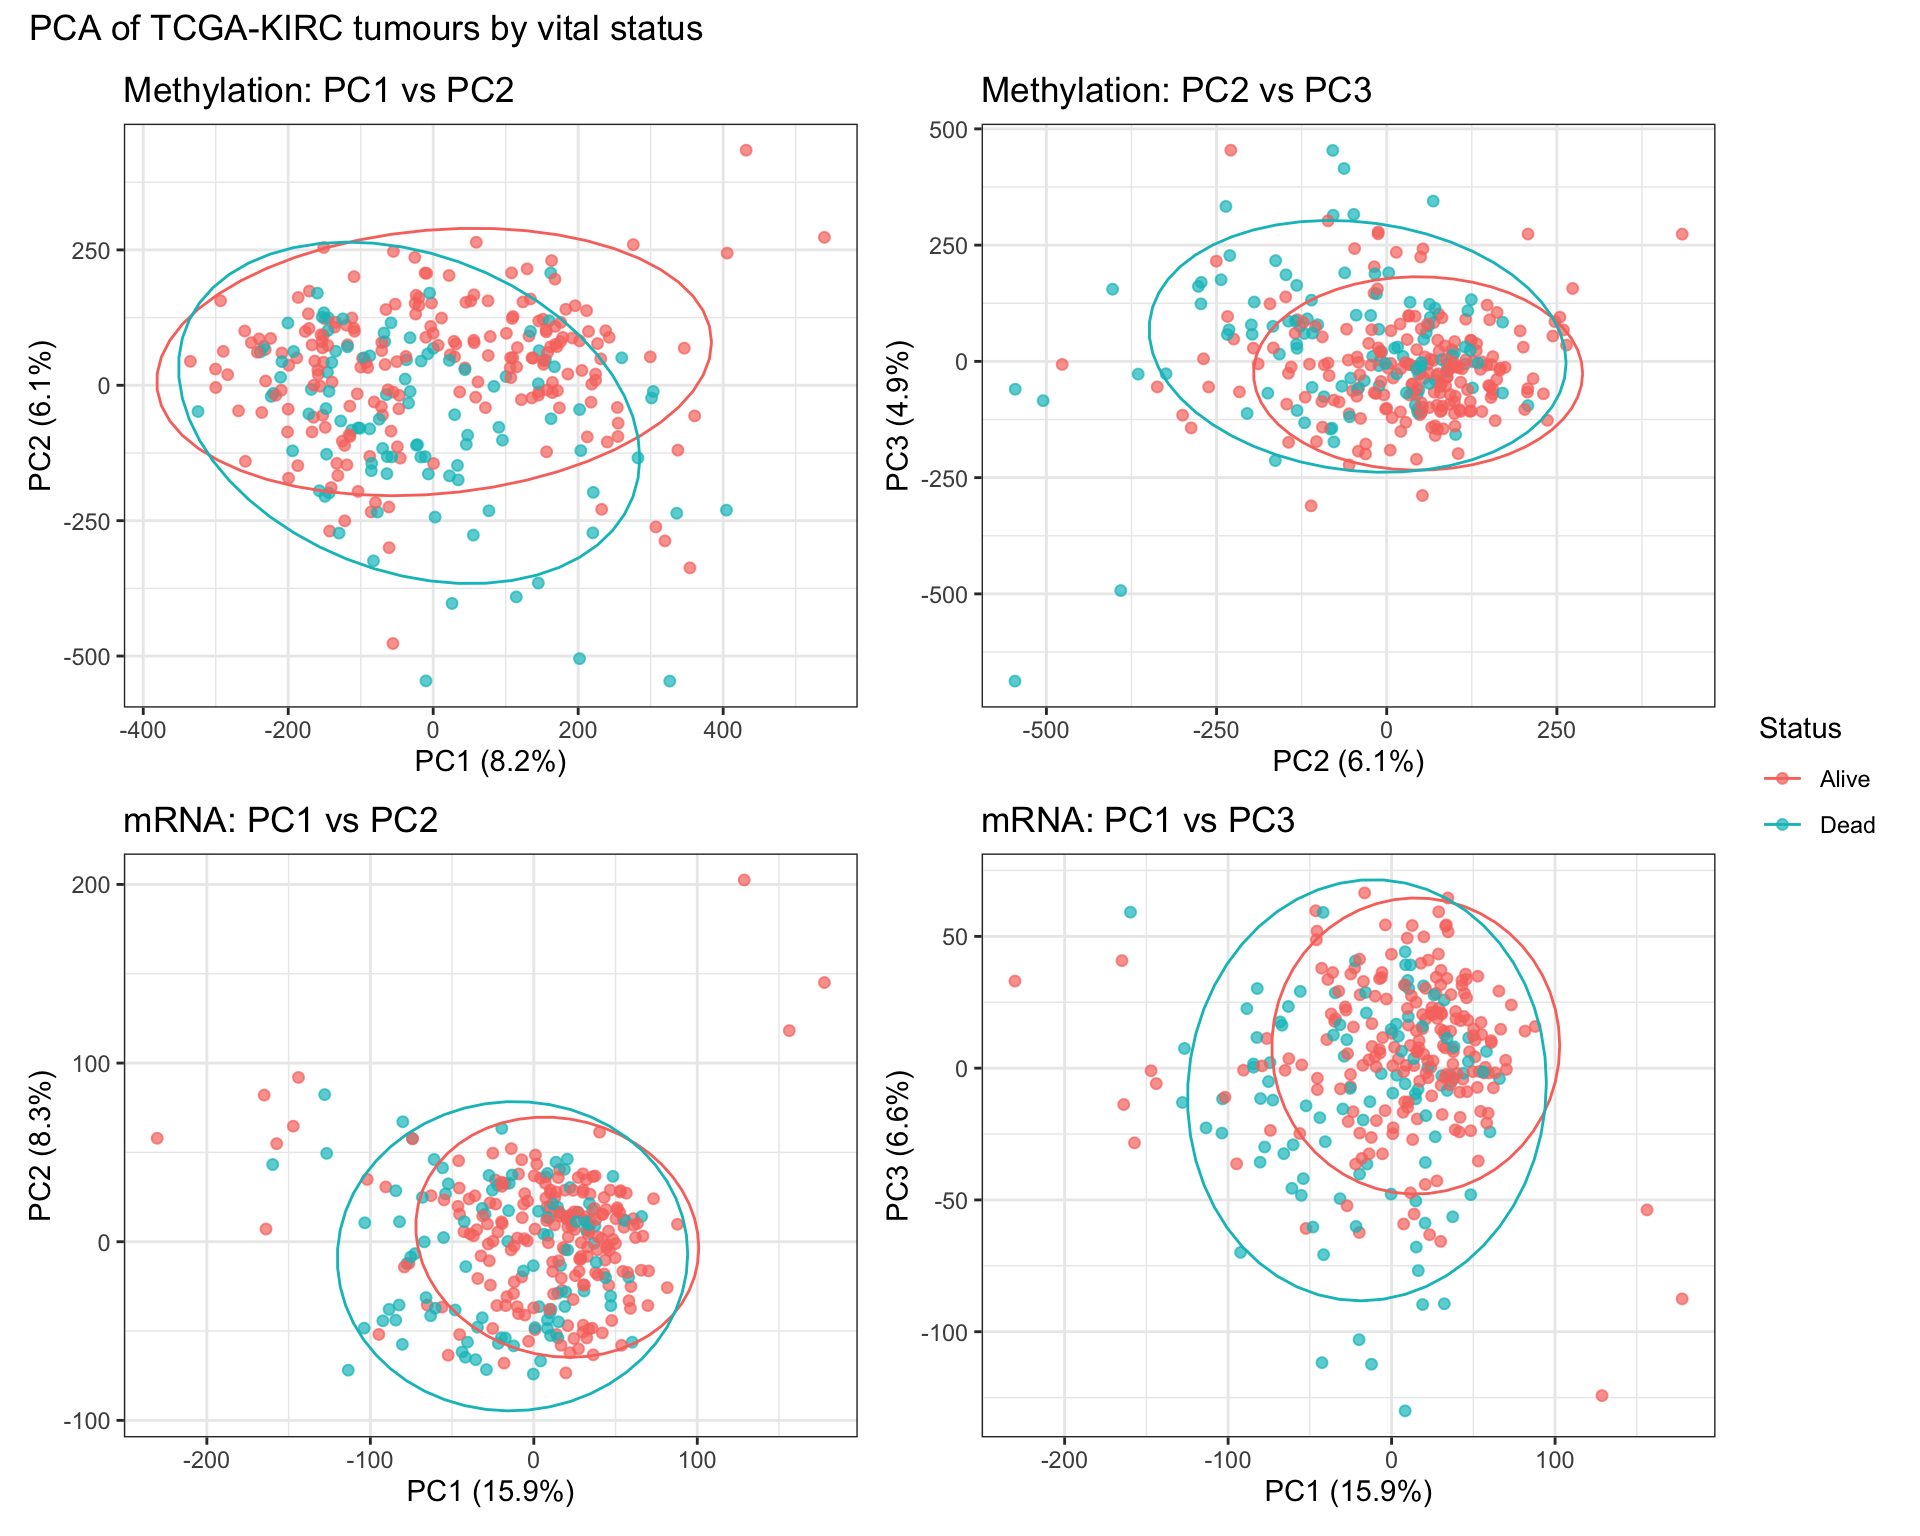 PCA of TCGA-KIRC tumours by vital status
Methylation: PC1 vs PC2
250
0
-250
-500
PC2 (6.1%)
-400 -200 0 200 400
PC1 (8.2%)
Methylation: PC2 vs PC3
500
250
0
-250
-500
PC3 (4.9%)
-500 -250 0 250
PC2 (6.1%)
mRNA: PC1 vs PC2
200
100
0
-100
PC2 (8.3%)
-200 -100 0 100
PC1 (15.9%)
mRNA: PC1 vs PC3
50
0
-50
-100
PC3 (6.6%)
-200 -100 0 100
PC1 (15.9%)
Status
Alive
Dead